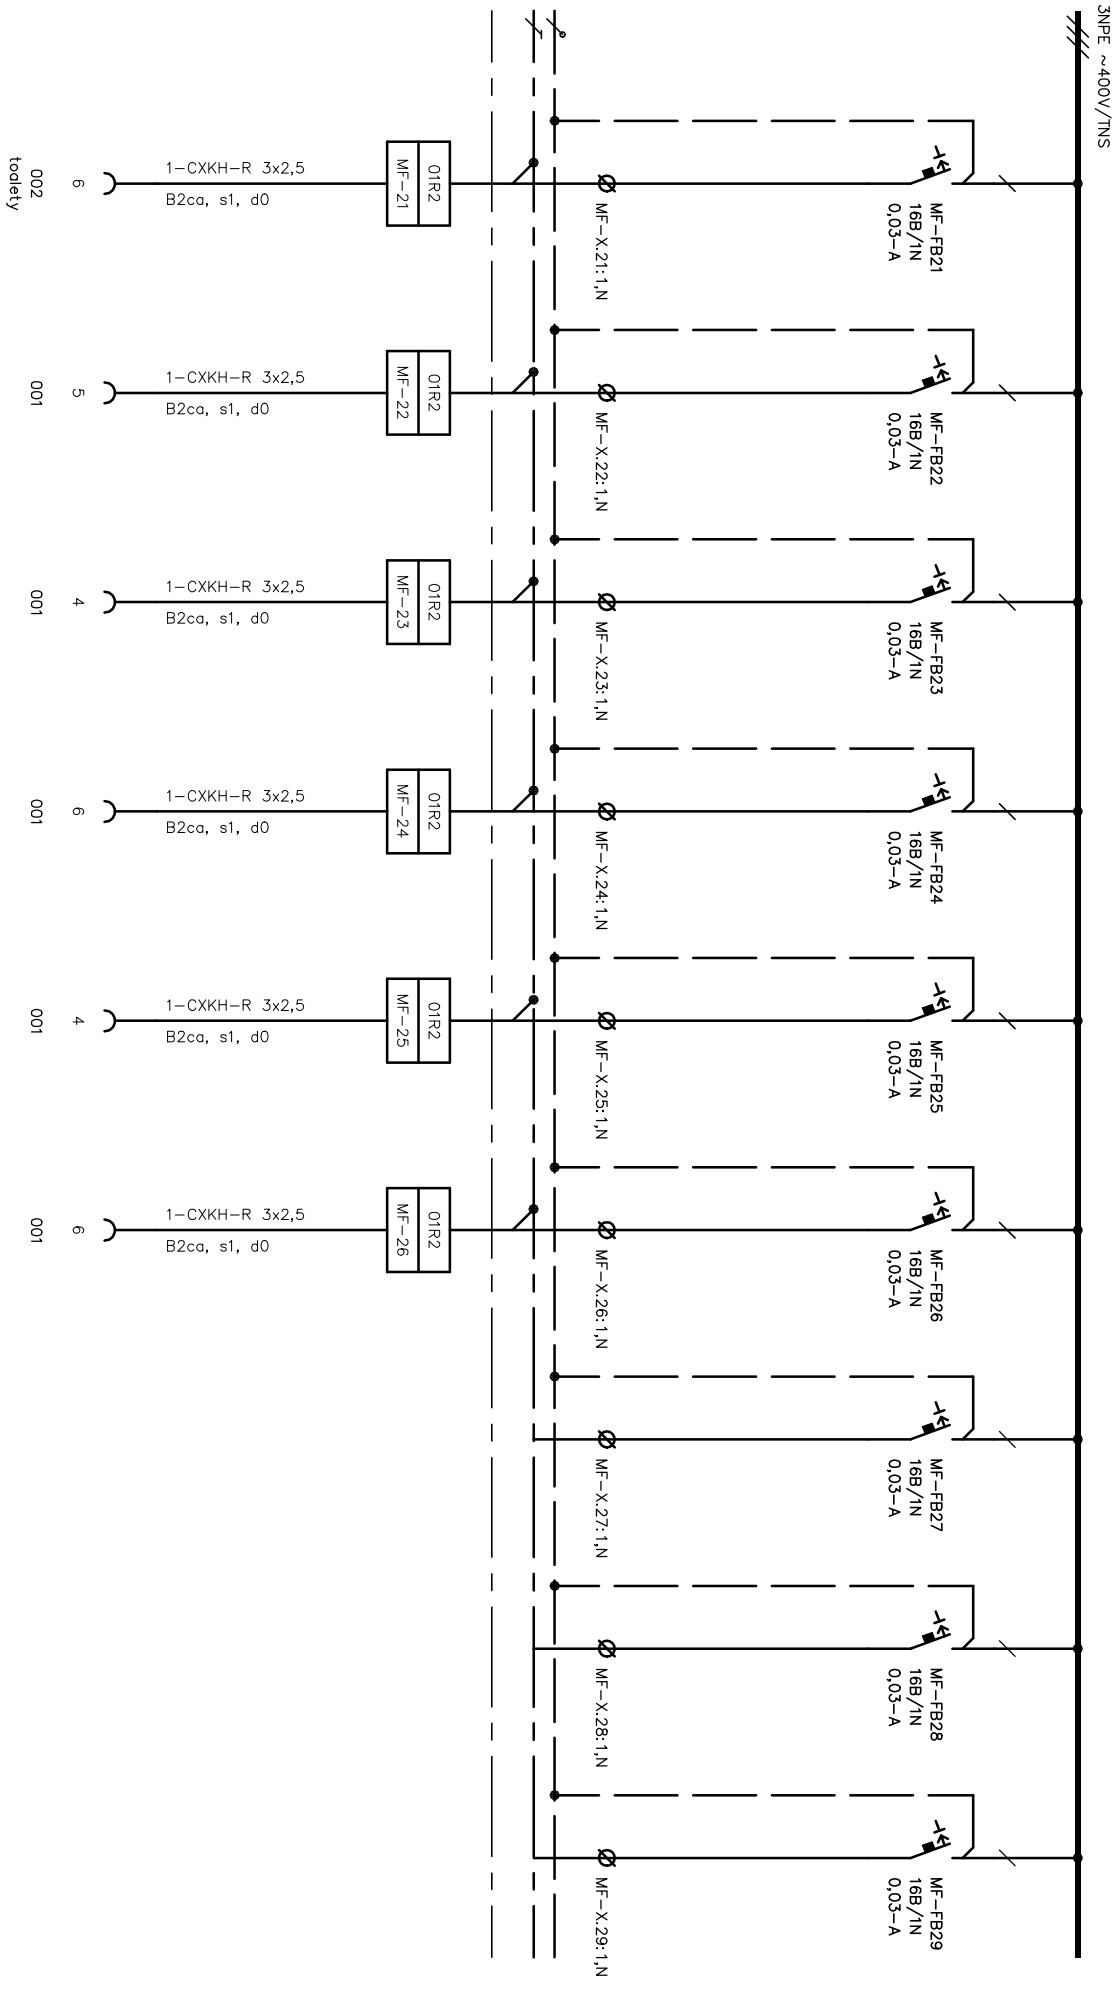 3NPE ~400V/TNS
MF-FB21
16B/1N
0,03-A
MF-X.21:1,N
01R2
MF-21
1-CXKH-R 3x2,5
B2ca, s1, d0
6
002
toalety
MF-FB22
16B/1N
0,03-A
MF-X.22:1,N
01R2
MF-22
1-CXKH-R 3x2,5
B2ca, s1, d0
5
001
MF-FB23
16B/1N
0,03-A
MF-X.23:1,N
01R2
MF-23
1-CXKH-R 3x2,5
B2ca, s1, d0
4
001
MF-FB24
16B/1N
0,03-A
MF-X.24:1,N
01R2
MF-24
1-CXKH-R 3x2,5
B2ca, s1, d0
6
001
MF-FB25
16B/1N
0,03-A
MF-X.25:1,N
01R2
MF-25
1-CXKH-R 3x2,5
B2ca, s1, d0
4
001
MF-FB26
16B/1N
0,03-A
MF-X.26:1,N
01R2
MF-26
1-CXKH-R 3x2,5
B2ca, s1, d0
6
001
MF-FB27
16B/1N
0,03-A
MF-X.27:1,N
MF-FB28
16B/1N
0,03-A
MF-X.28:1,N
MF-FB29
16B/1N
0,03-A
MF-X.29:1,N